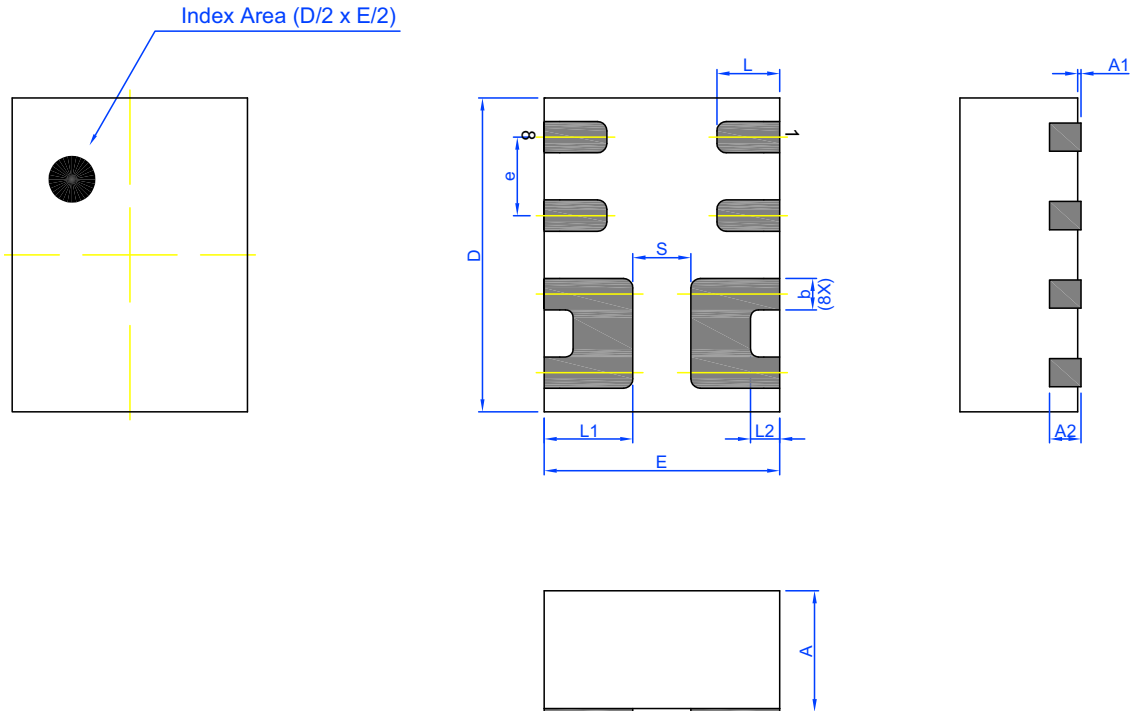 Index Area (D/2 x E/2)
L
A1
8
1
e
D
S
b
(8X)
L1
L2
A2
E
A